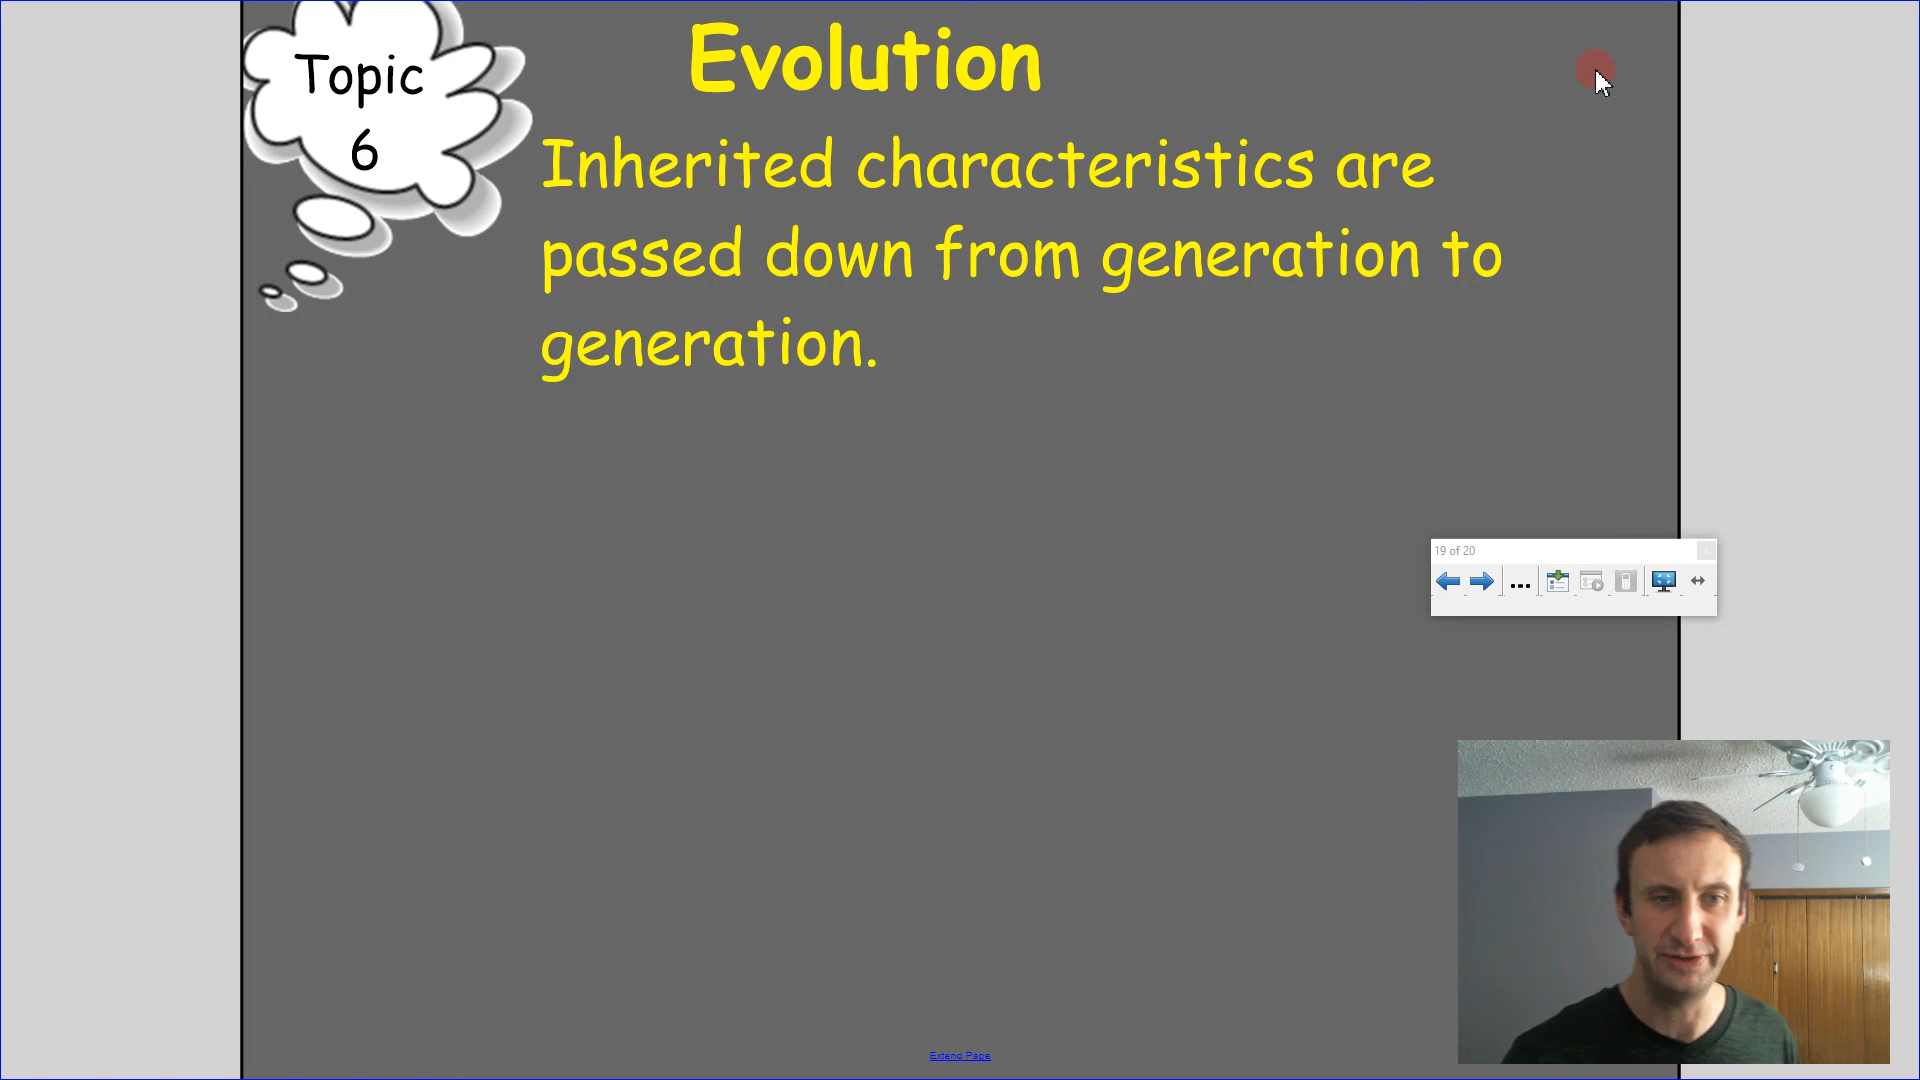 Topic
6
Evolution
Inherited characteristics are
passed down from generation to
generation.
19 of 20
Extend Page